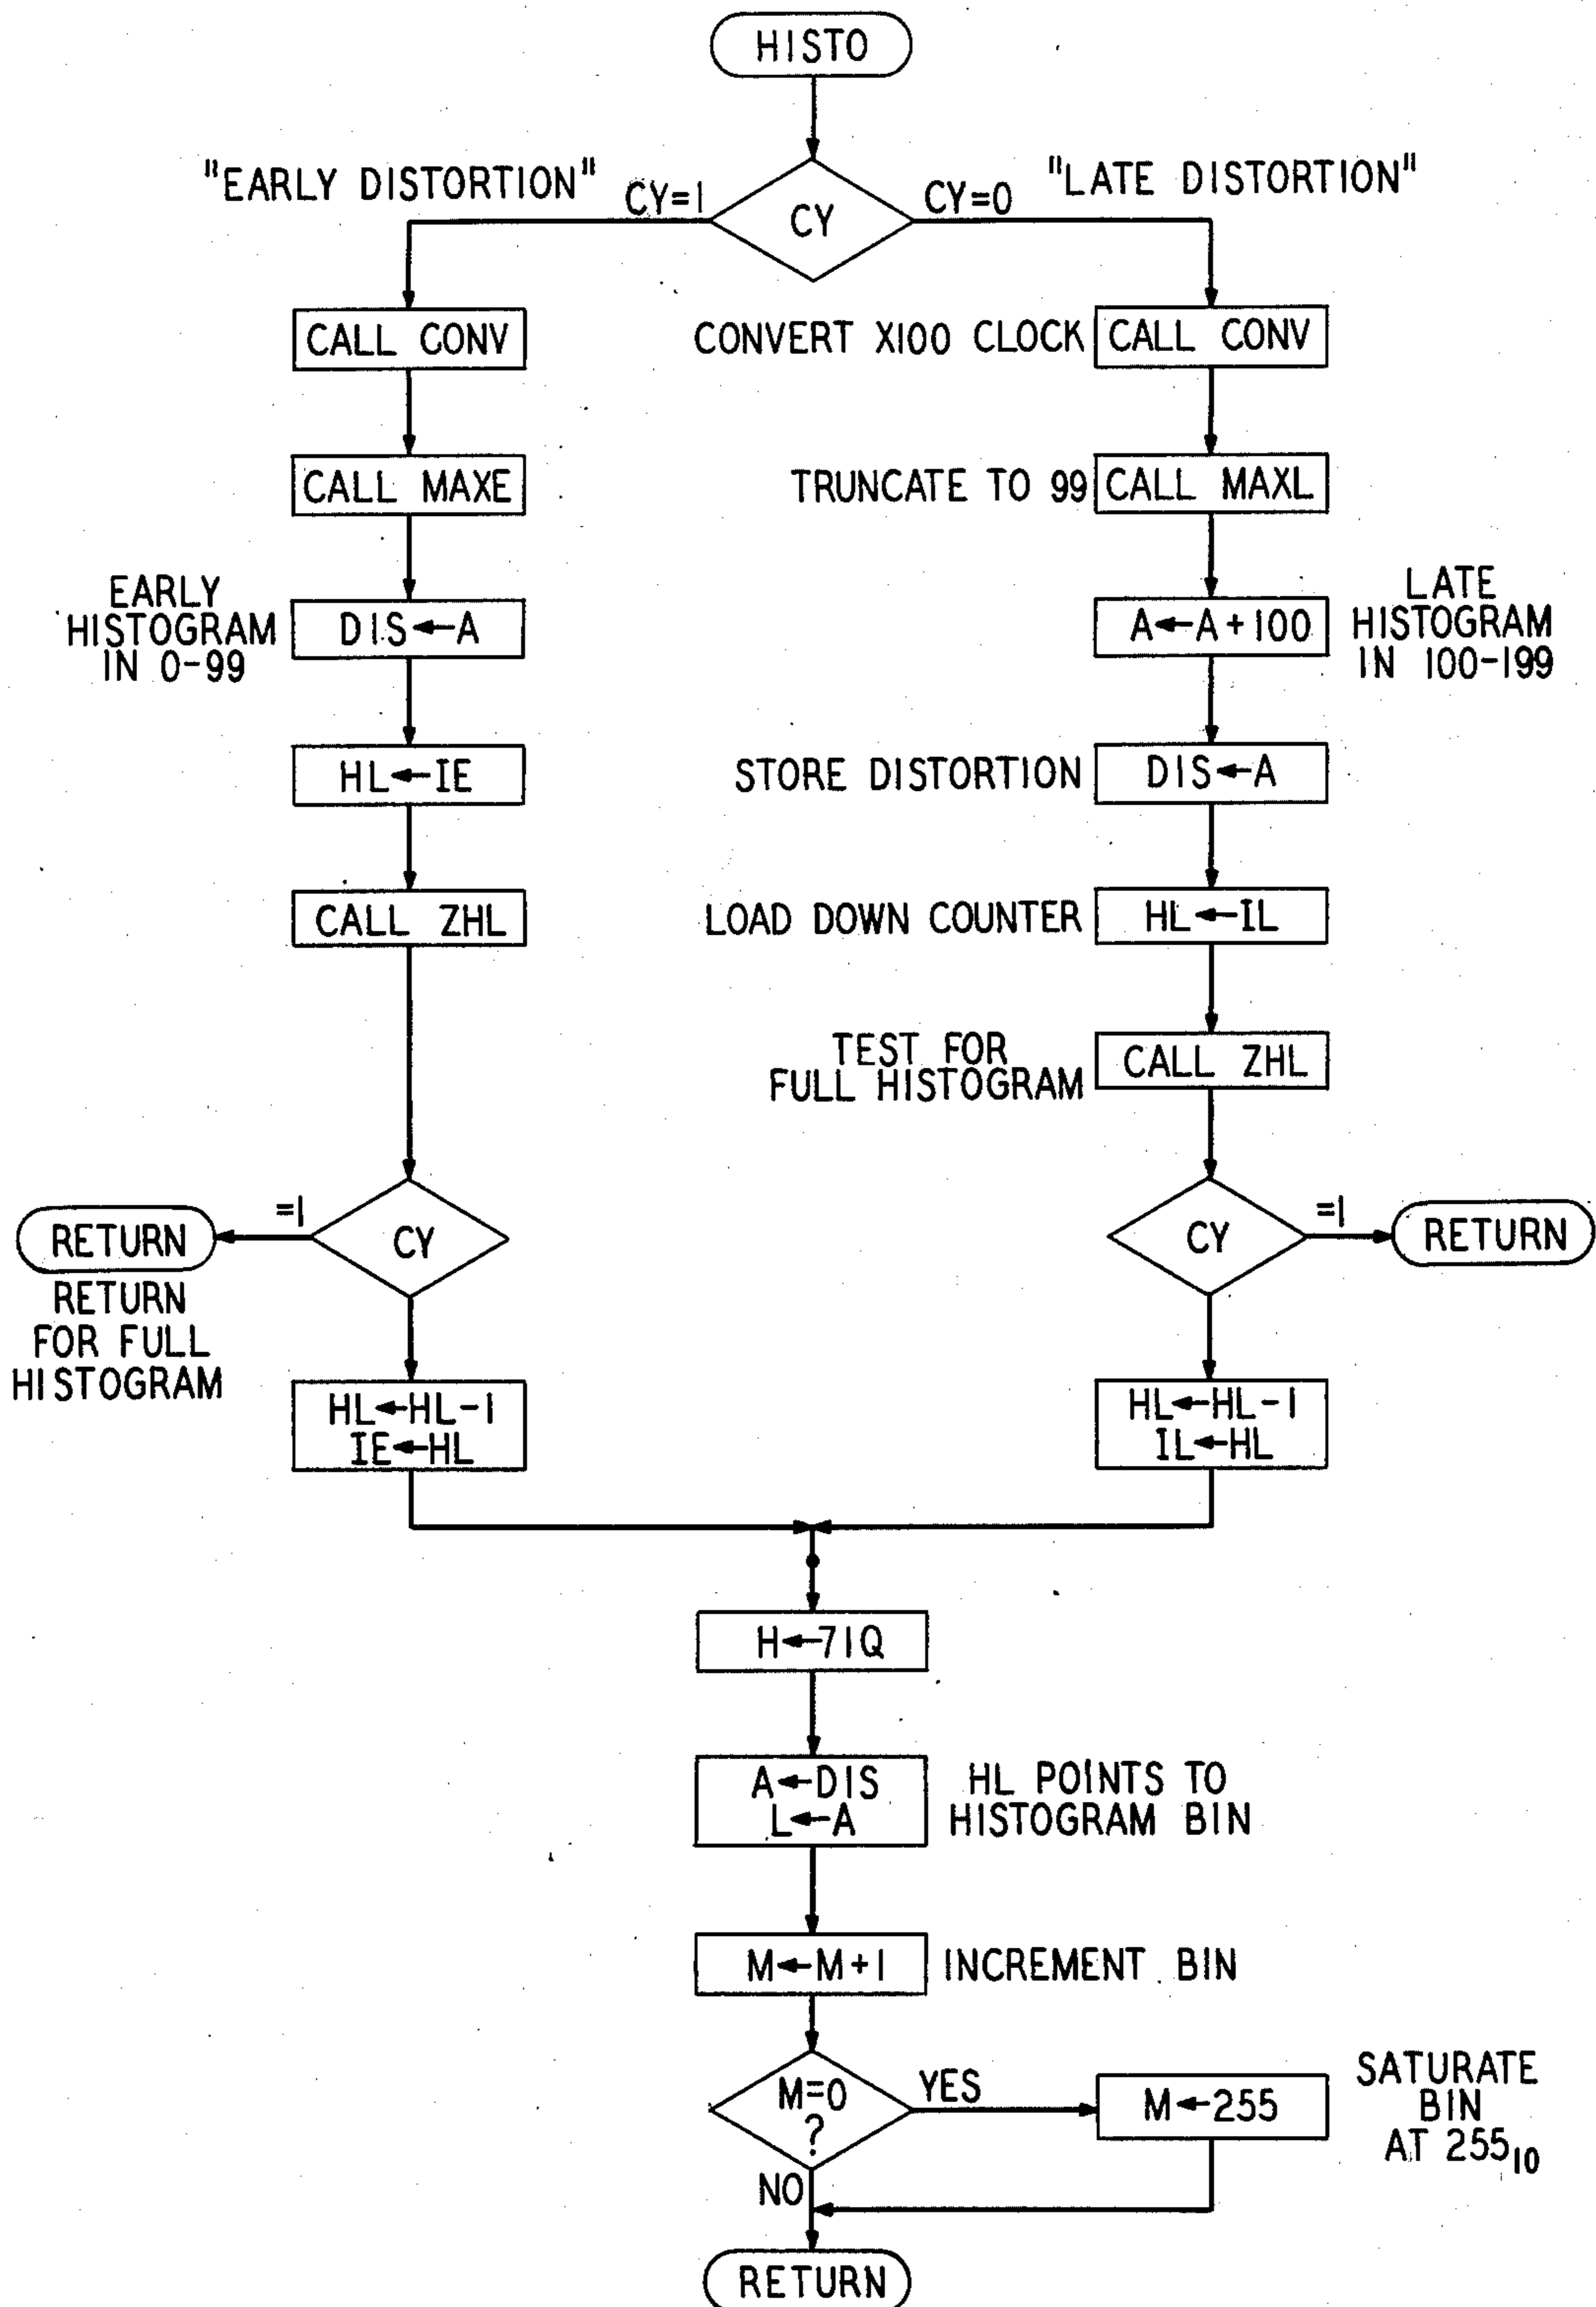 HISTO
"EARLY DISTORTION"
CY=1
CY
CY=0
"LATE DISTORTION"
CALL CONV
CONVERT X100 CLOCK
CALL CONV
CALL MAXE
TRUNCATE TO 99
CALL MAXL
EARLY
HISTOGRAM
IN 0-99
DIS←A
A←A+100
LATE
HISTOGRAM
IN 100-199
HL←IE
STORE DISTORTION
DIS←A
CALL ZHL
LOAD DOWN COUNTER
HL←IL
TEST FOR
FULL HISTOGRAM
CALL ZHL
RETURN
=1
CY
CY
=1
RETURN
RETURN
FOR FULL
HISTOGRAM
HL←HL-1
IE←HL
HL←HL-1
IL←HL
H←71Q
A←DIS
L←A
HL POINTS TO
HISTOGRAM BIN
M←M+1
INCREMENT BIN
M=0
?
YES
M←255
SATURATE
BIN
AT 255₁₀
NO
RETURN